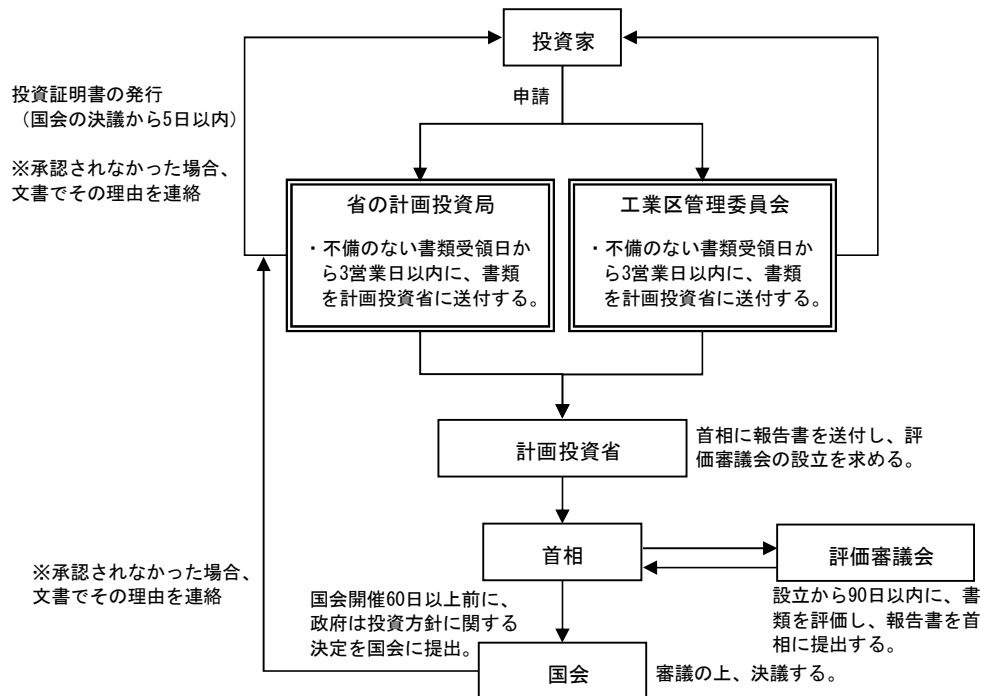 投資家
投資証明書の発行
（国会の決議から5日以内）
※承認されなかった場合、
文書でその理由を連絡
申請
省の計画投資局
・不備のない書類受領日か
ら3営業日以内に、書類
を計画投資省に送付する。
工業区管理委員会
・不備のない書類受領日か
ら3営業日以内に、書類
を計画投資省に送付する。
計画投資省
首相に報告書を送付し、評
価審議会の設立を求める。
首相
評価審議会
※承認されなかった場合、
文書でその理由を連絡
国会開催60日以上前に、
政府は投資方針に関する
決定を国会に提出。
設立から90日以内に、書
類を評価し、報告書を首
相に提出する。
国会
審議の上、決議する。